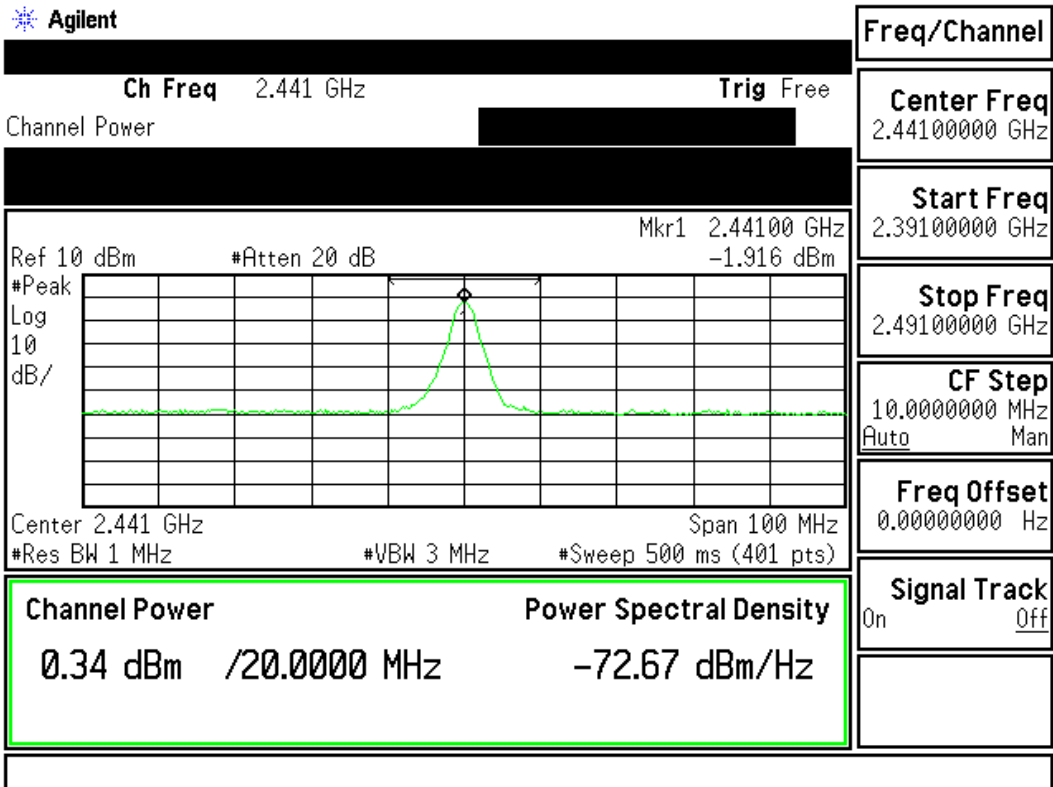 Agilent
Freq/Channel
Ch Freq 2.441 GHz Trig Free
Channel Power
Center Freq
2.44100000 GHz
Start Freq
2.39100000 GHz
Stop Freq
2.49100000 GHz
CF Step
10.0000000 MHz
Auto Man
Freq Offset
0.00000000 Hz
Signal Track
On Off
Mkr1 2.44100 GHz
Ref 10 dBm #Atten 20 dB -1.916 dBm
#Peak
Log
10
dB/
1
Center 2.441 GHz Span 100 MHz
#Res BW 1 MHz #VBW 3 MHz #Sweep 500 ms (401 pts)
Channel Power Power Spectral Density
0.34 dBm /20.0000 MHz -72.67 dBm/Hz